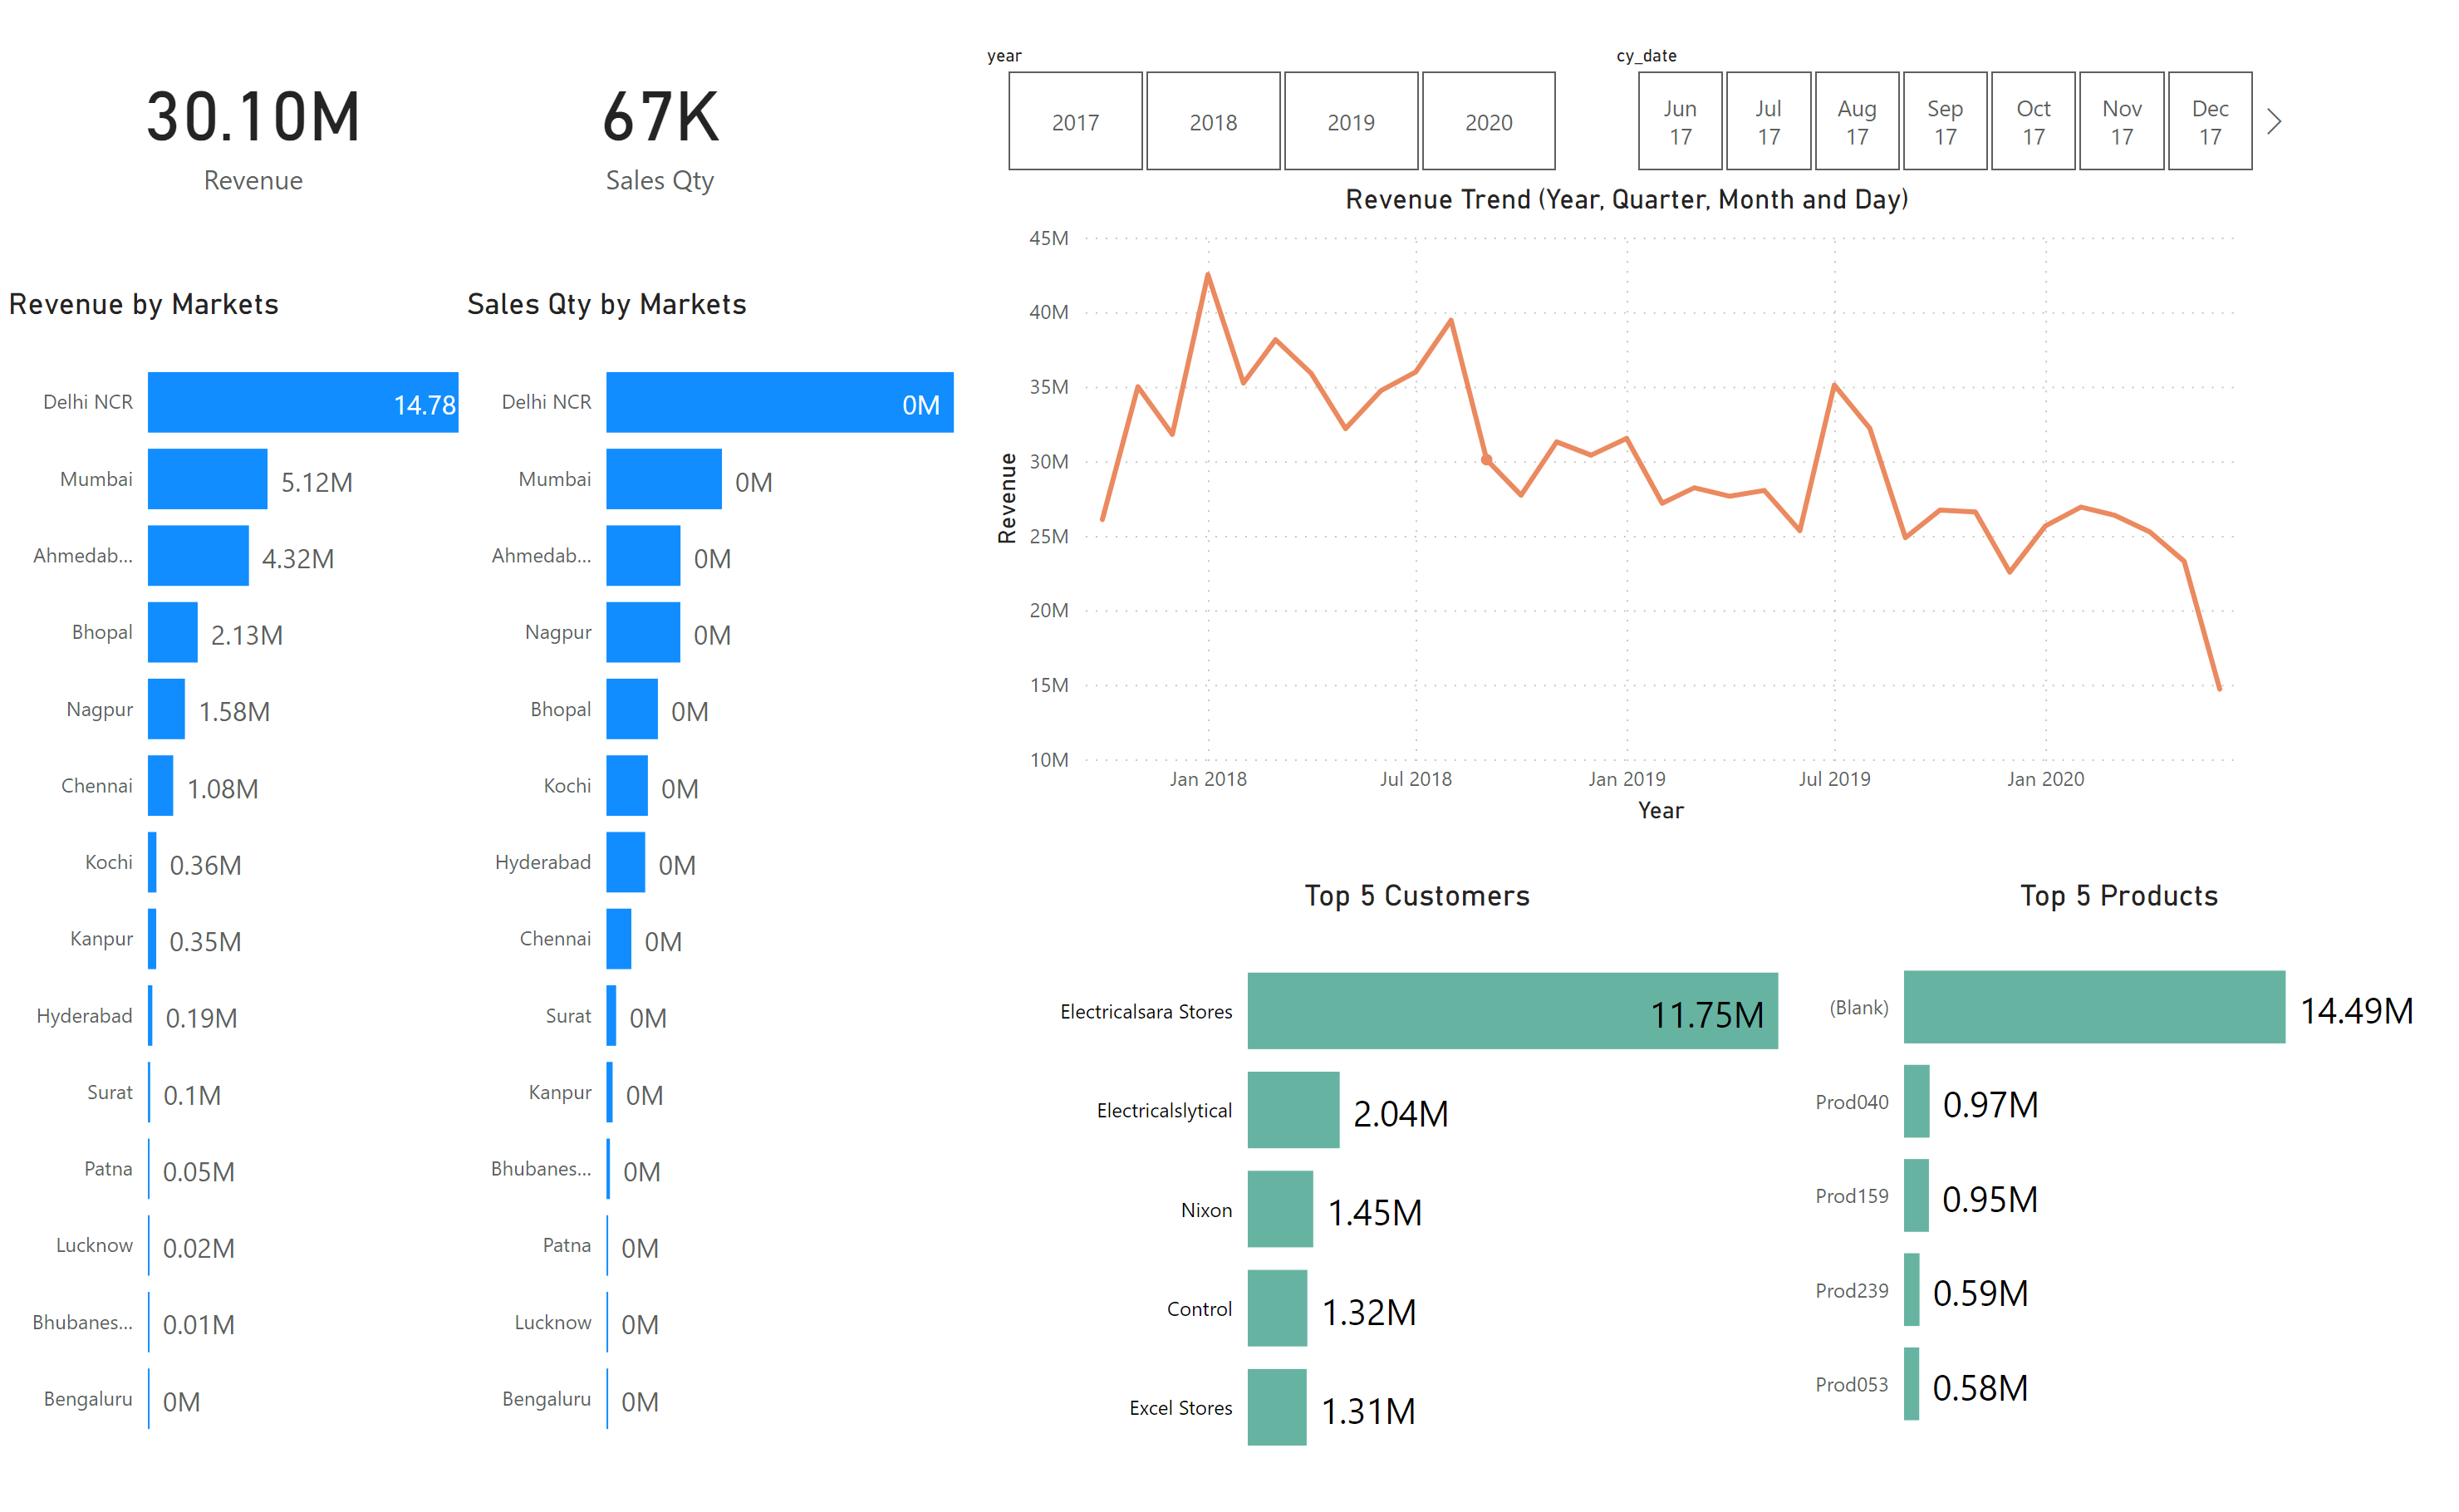 30.10M
Revenue
67K
Sales Qty
year
2017
2018
2019
2020
cy_date
Jun
17
Jul
17
Aug
17
Sep
17
Oct
17
Nov
17
Dec
17
Revenue by Markets
Delhi NCR 14.78
Mumbai 5.12M
Ahmedab... 4.32M
Bhopal 2.13M
Nagpur 1.58M
Chennai 1.08M
Kochi 0.36M
Kanpur 0.35M
Hyderabad 0.19M
Surat 0.1M
Patna 0.05M
Lucknow 0.02M
Bhubanes... 0.01M
Bengaluru 0M
Sales Qty by Markets
Delhi NCR 0M
Mumbai 0M
Ahmedab... 0M
Nagpur 0M
Bhopal 0M
Kochi 0M
Hyderabad 0M
Chennai 0M
Surat 0M
Kanpur 0M
Bhubanes... 0M
Patna 0M
Lucknow 0M
Bengaluru 0M
Revenue Trend (Year, Quarter, Month and Day)
Revenue
45M
40M
35M
30M
25M
20M
15M
10M
Jan 2018 Jul 2018 Jan 2019 Jul 2019 Jan 2020
Year
Top 5 Customers
Electricalsara Stores 11.75M
Electricalslytical 2.04M
Nixon 1.45M
Control 1.32M
Excel Stores 1.31M
Top 5 Products
(Blank) 14.49M
Prod040 0.97M
Prod159 0.95M
Prod239 0.59M
Prod053 0.58M